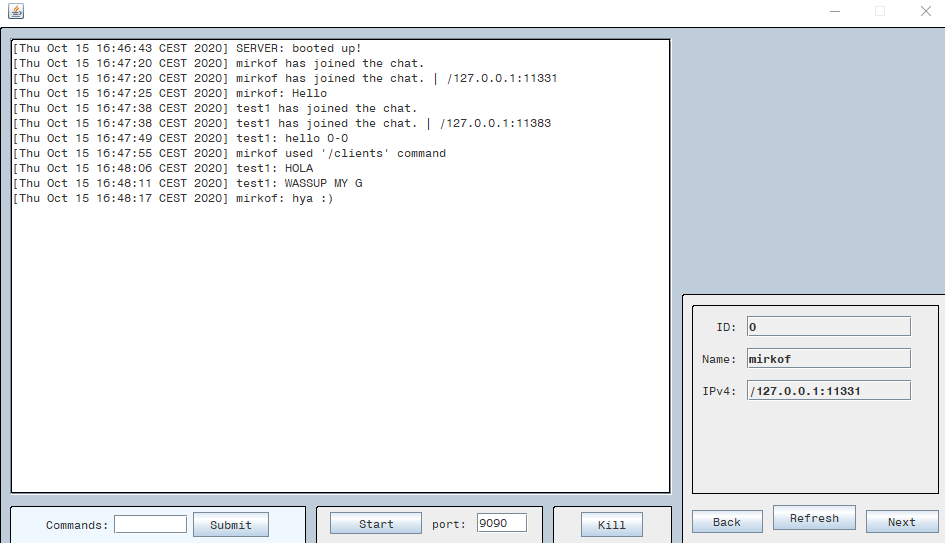 [Thu Oct 15 16:46:43 CEST 2020] SERVER: booted up!
[Thu Oct 15 16:47:20 CEST 2020] mirkof has joined the chat.
[Thu Oct 15 16:47:20 CEST 2020] mirkof has joined the chat. | /127.0.0.1:11331
[Thu Oct 15 16:47:25 CEST 2020] mirkof: Hello
[Thu Oct 15 16:47:38 CEST 2020] test1 has joined the chat.
[Thu Oct 15 16:47:38 CEST 2020] test1 has joined the chat. | /127.0.0.1:11383
[Thu Oct 15 16:47:49 CEST 2020] test1: hello 0-0
[Thu Oct 15 16:47:55 CEST 2020] mirkof used '/clients' command
[Thu Oct 15 16:48:06 CEST 2020] test1: HOLA
[Thu Oct 15 16:48:11 CEST 2020] test1: WASSUP MY G
[Thu Oct 15 16:48:17 CEST 2020] mirkof: hya :)
ID: 0
Name: mirkof
IPv4: /127.0.0.1:11331
Commands: Submit
Start port: 9090
Kill
Back Refresh Next